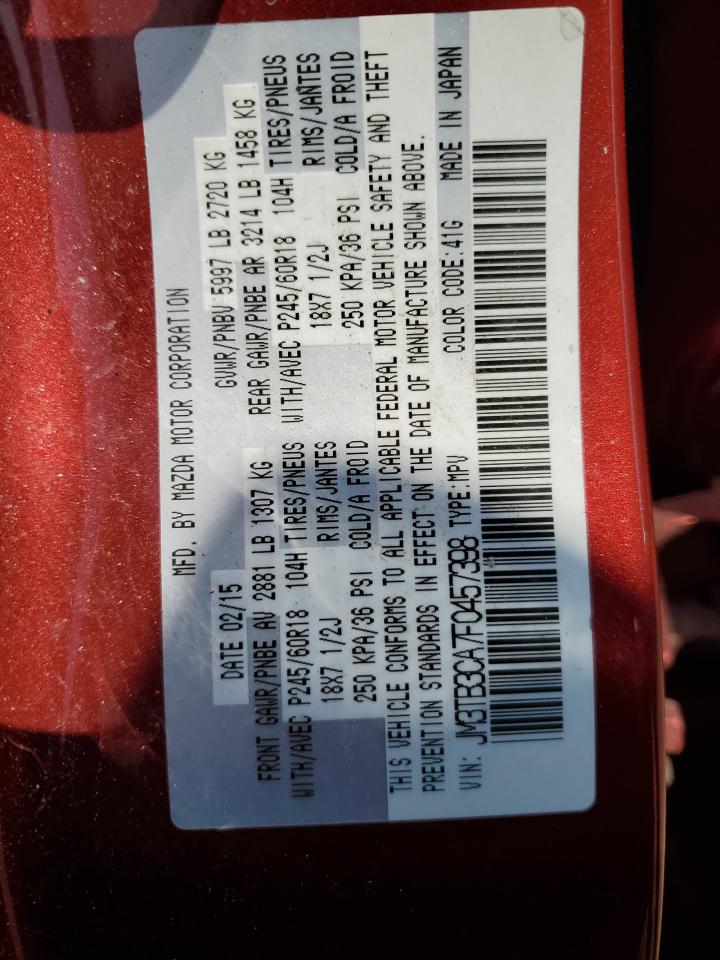 MFD. BY MAZDA MOTOR CORPORATION
DATE 02/15 GVWR/PNBV 5997 LB 2720 KG
FRONT GAWR/PNBE AV 2881 LB 1307 KG REAR GAWR/PNBE AR 3214 LB 1458 KG
WITH/AVEC P245/60R18 104H TIRES/PNEUS WITH/AVEC P245/60R18 104H TIRES/PNEUS
18X7 1/2J RIMS/JANTES 18X7 1/2J RIMS/JANTES
250 KPA/36 PSI COLD/A FROID 250 KPA/36 PSI COLD/A FROID
THIS VEHICLE CONFORMS TO ALL APPLICABLE FEDERAL MOTOR VEHICLE SAFETY AND THEFT
PREVENTION STANDARDS IN EFFECT ON THE DATE OF MANUFACTURE SHOWN ABOVE.
VIN: JM3TB3CA7F0457398 TYPE:MPV COLOR CODE:41G MADE IN JAPAN